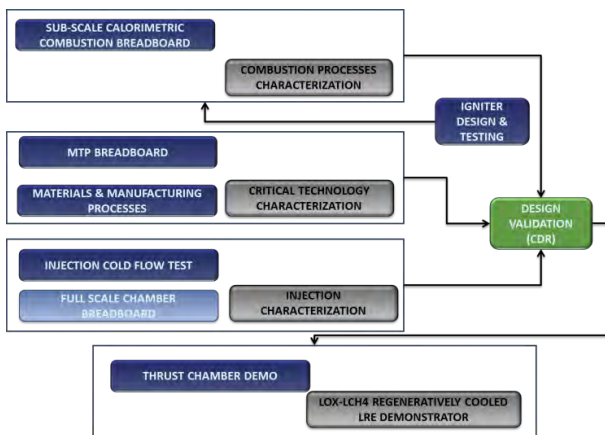 SUB-SCALE CALORIMETRIC
COMBUSTION BREADBOARD
COMBUSTION PROCESSES
CHARACTERIZATION
IGNITER
DESIGN &
TESTING
MTP BREADBOARD
MATERIALS & MANUFACTURING
PROCESSES
CRITICAL TECHNOLOGY
CHARACTERIZATION
DESIGN
VALIDATION
(CDR)
INJECTION COLD FLOW TEST
FULL SCALE CHAMBER
BREADBOARD
INJECTION
CHARACTERIZATION
THRUST CHAMBER DEMO
LOX-LCH4 REGENERATIVELY COOLED
LRE DEMONSTRATOR